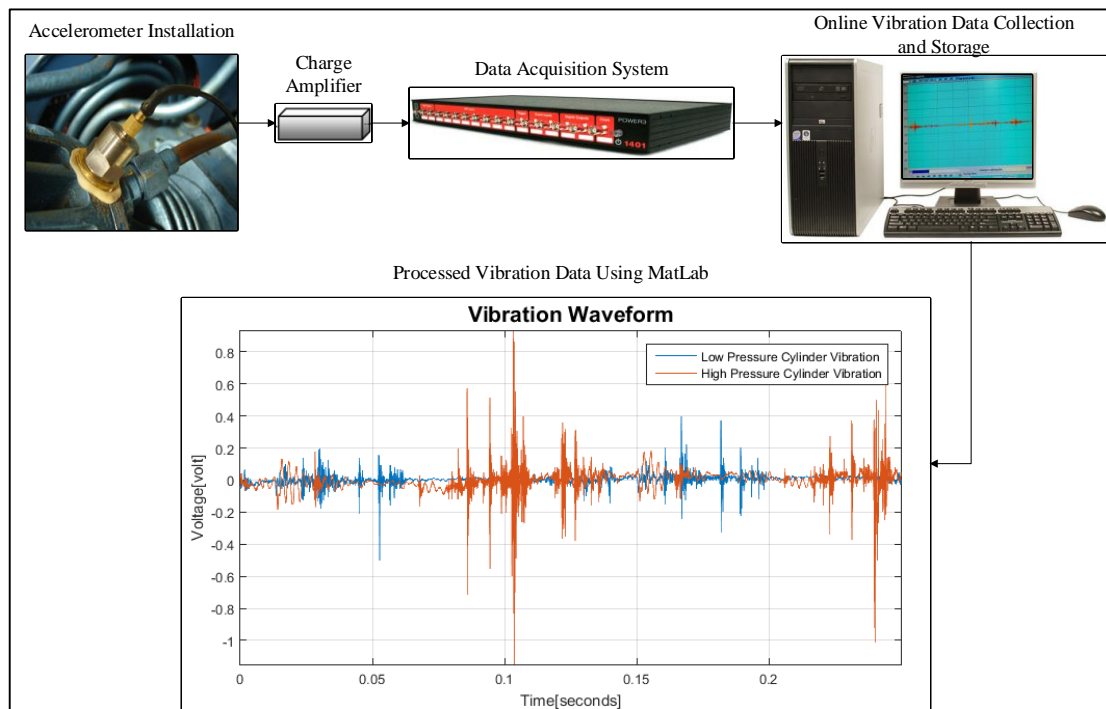 Accelerometer Installation
Charge
Amplifier
Data Acquisition System
Online Vibration Data Collection
and Storage
POWER3
1401
Processed Vibration Data Using MatLab
Vibration Waveform
Low Pressure Cylinder Vibration
High Pressure Cylinder Vibration
Voltage[volt]
0.8
0.6
0.4
0.2
0
-0.2
-0.4
-0.6
-0.8
-1
0
0.05
0.1
0.15
0.2
Time[seconds]